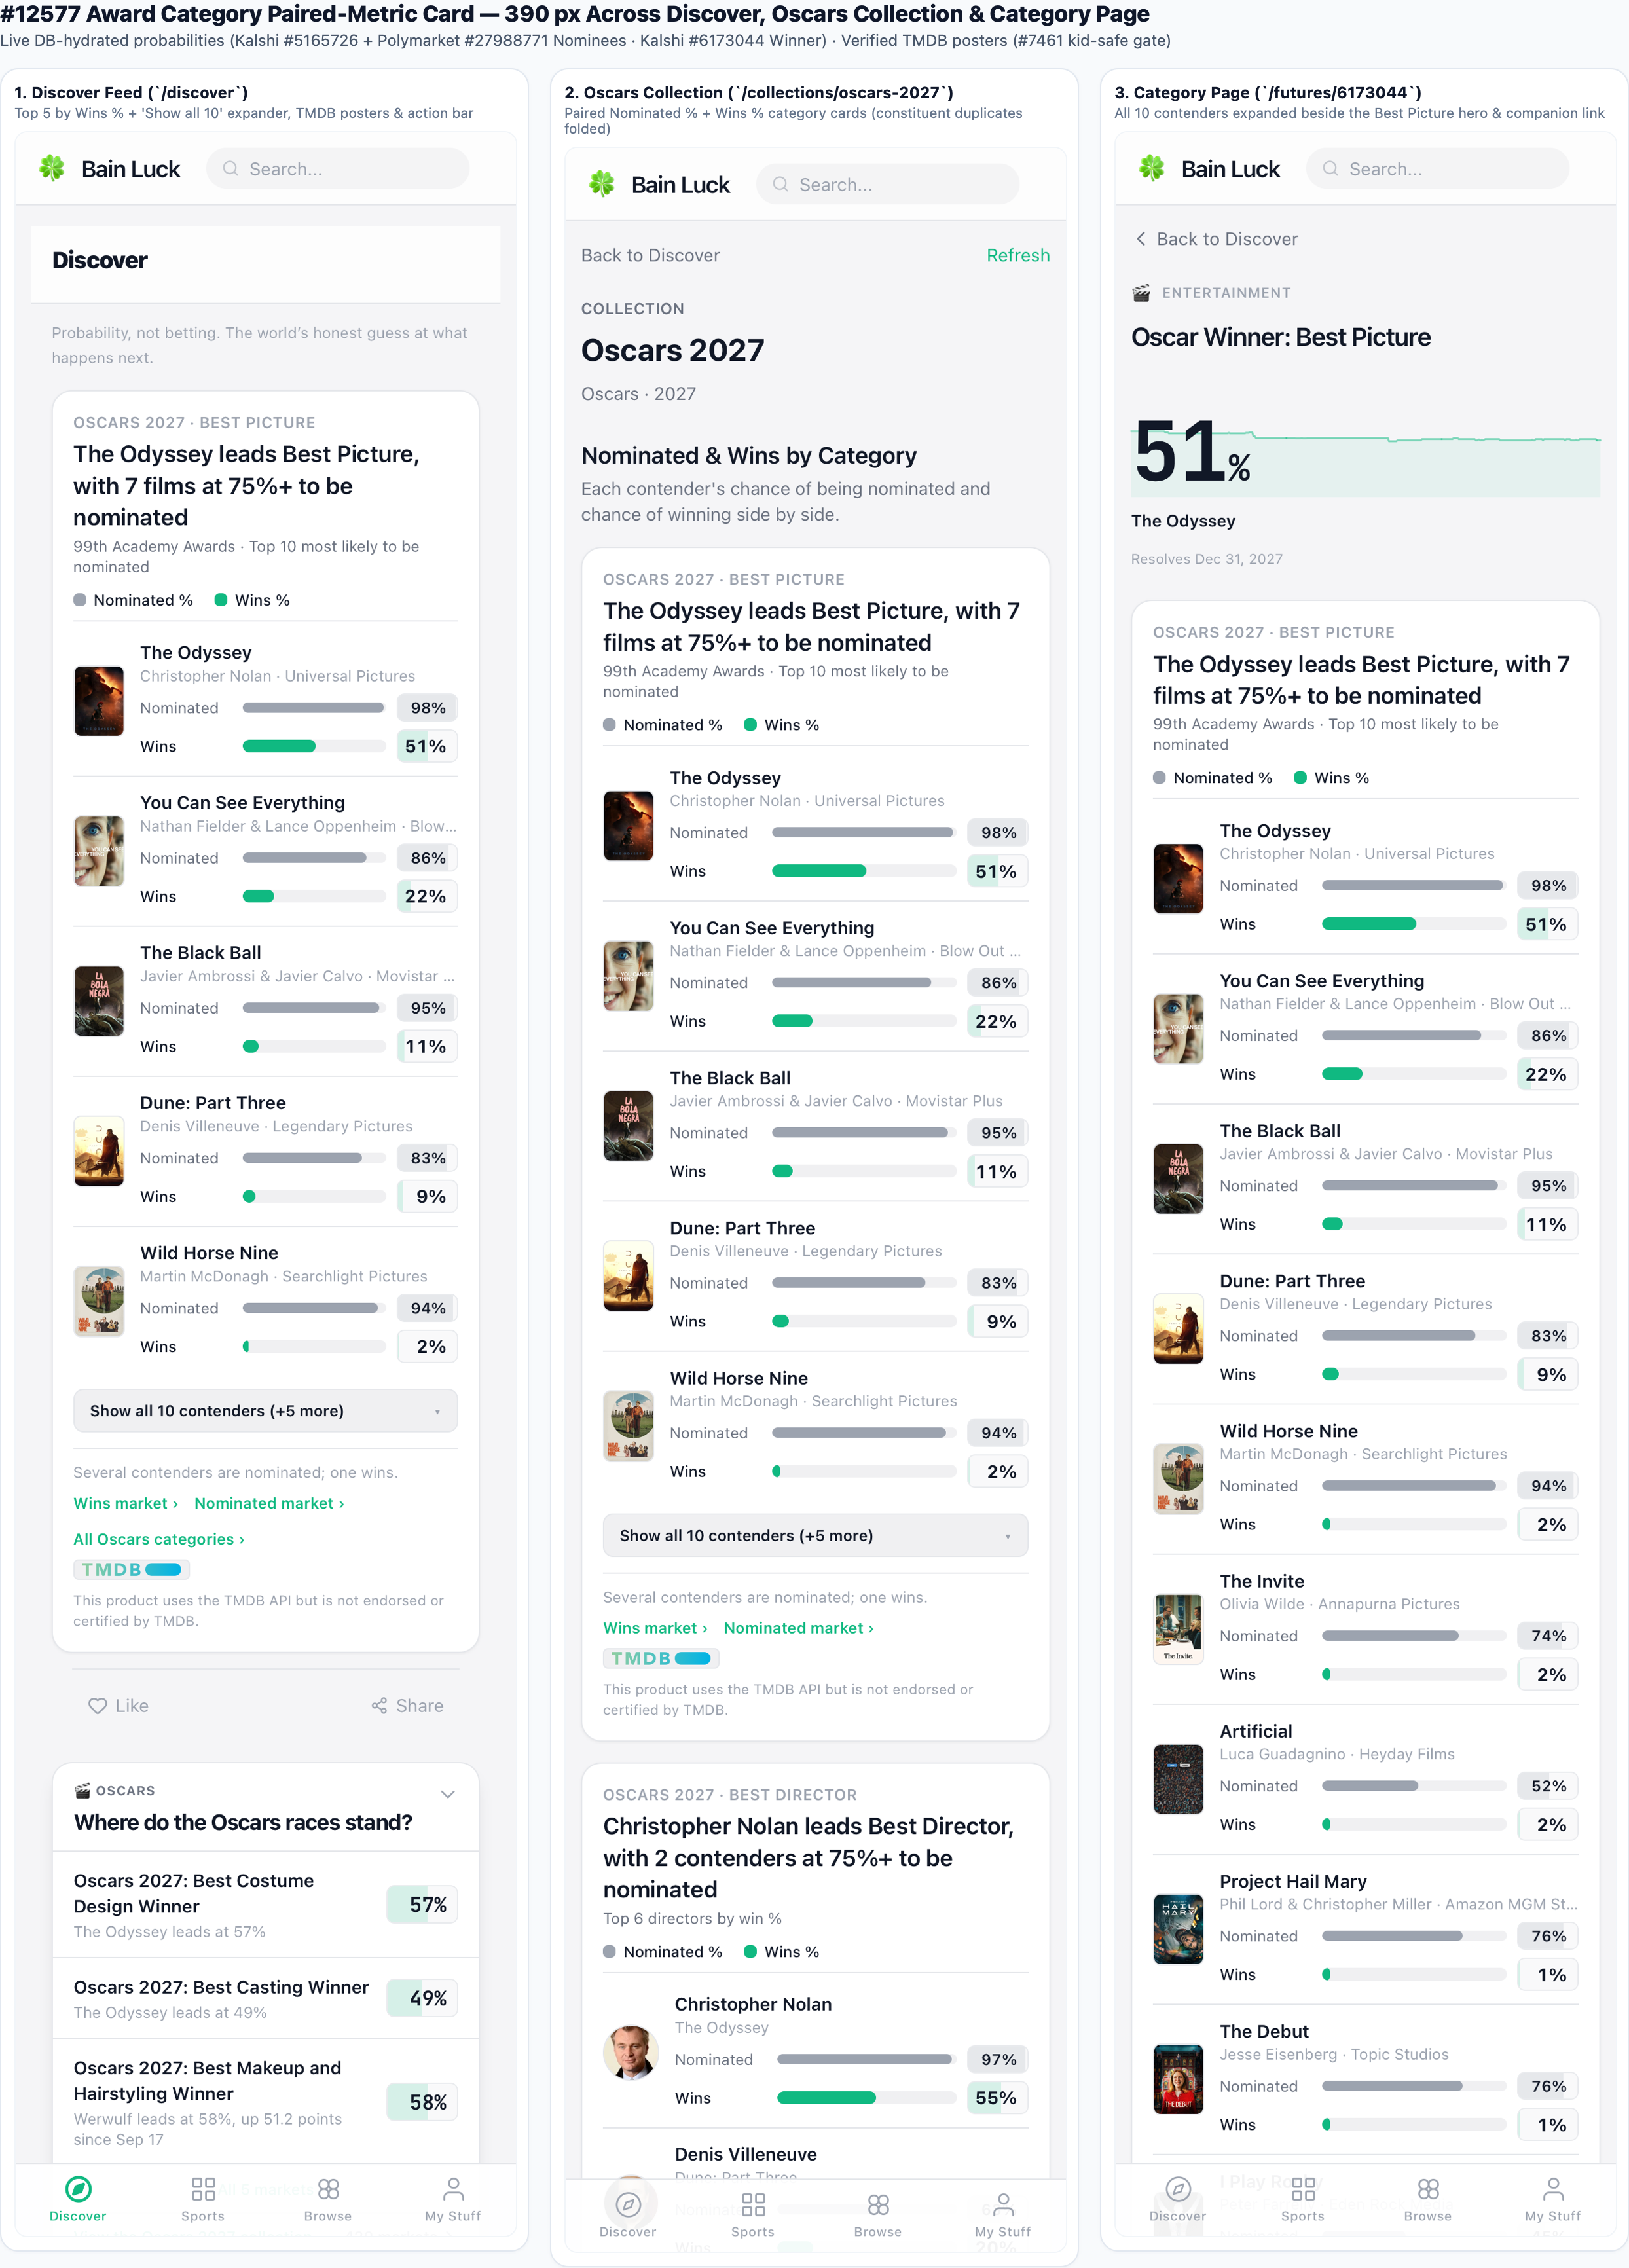 #12577 Award Category Paired-Metric Card — 390 px Across Discover, Oscars Collection & Category Page
Live DB-hydrated probabilities (Kalshi #5165726 + Polymarket #27988771 Nominees · Kalshi #6173044 Winner) · Verified TMDB posters (#7461 kid-safe gate)
1. Discover Feed (`/discover`)
Top 5 by Wins % + 'Show all 10' expander, TMDB posters & action bar
Bain Luck
Search...
Discover
Probability, not betting. The world's honest guess at what
happens next.
OSCARS 2027 · BEST PICTURE
The Odyssey leads Best Picture,
with 7 films at 75%+ to be
nominated
99th Academy Awards · Top 10 most likely to be
nominated
Nominated % Wins %
The Odyssey
Christopher Nolan · Universal Pictures
Nominated 98%
Wins 51%
You Can See Everything
Nathan Fielder & Lance Oppenheim · Blow...
Nominated 86%
Wins 22%
The Black Ball
Javier Ambrossi & Javier Calvo · Movistar ...
Nominated 95%
Wins 11%
Dune: Part Three
Denis Villeneuve · Legendary Pictures
Nominated 83%
Wins 9%
Wild Horse Nine
Martin McDonagh · Searchlight Pictures
Nominated 94%
Wins 2%
Show all 10 contenders (+5 more)
Several contenders are nominated; one wins.
Wins market › Nominated market ›
All Oscars categories ›
TMDB
This product uses the TMDB API but is not endorsed or
certified by TMDB.
Like Share
OSCARS
Where do the Oscars races stand?
Oscars 2027: Best Costume
Design Winner
The Odyssey leads at 57%
57%
Oscars 2027: Best Casting Winner
The Odyssey leads at 49%
49%
Oscars 2027: Best Makeup and
Hairstyling Winner
Werwulf leads at 58%, up 51.2 points
since Sep 17
58%
Discover Sports Browse My Stuff
2. Oscars Collection (`/collections/oscars-2027`)
Paired Nominated % + Wins % category cards (constituent duplicates
folded)
Bain Luck
Search...
Back to Discover Refresh
COLLECTION
Oscars 2027
Oscars · 2027
Nominated & Wins by Category
Each contender's chance of being nominated and
chance of winning side by side.
OSCARS 2027 · BEST PICTURE
The Odyssey leads Best Picture, with 7
films at 75%+ to be nominated
99th Academy Awards · Top 10 most likely to be
nominated
Nominated % Wins %
The Odyssey
Christopher Nolan · Universal Pictures
Nominated 98%
Wins 51%
You Can See Everything
Nathan Fielder & Lance Oppenheim · Blow Out ...
Nominated 86%
Wins 22%
The Black Ball
Javier Ambrossi & Javier Calvo · Movistar Plus
Nominated 95%
Wins 11%
Dune: Part Three
Denis Villeneuve · Legendary Pictures
Nominated 83%
Wins 9%
Wild Horse Nine
Martin McDonagh · Searchlight Pictures
Nominated 94%
Wins 2%
Show all 10 contenders (+5 more)
Several contenders are nominated; one wins.
Wins market › Nominated market ›
TMDB
This product uses the TMDB API but is not endorsed or
certified by TMDB.
OSCARS 2027 · BEST DIRECTOR
Christopher Nolan leads Best Director,
with 2 contenders at 75%+ to be
nominated
Top 6 directors by win %
Nominated % Wins %
Christopher Nolan
The Odyssey
Nominated 97%
Wins 55%
Denis Villeneuve
Dune: Part Three
Wins 20%
Discover Sports Browse My Stuff
3. Category Page (`/futures/6173044`)
All 10 contenders expanded beside the Best Picture hero & companion link
Bain Luck
Search...
Back to Discover
ENTERTAINMENT
Oscar Winner: Best Picture
51%
The Odyssey
Resolves Dec 31, 2027
OSCARS 2027 · BEST PICTURE
The Odyssey leads Best Picture, with 7
films at 75%+ to be nominated
99th Academy Awards · Top 10 most likely to be
nominated
Nominated % Wins %
The Odyssey
Christopher Nolan · Universal Pictures
Nominated 98%
Wins 51%
You Can See Everything
Nathan Fielder & Lance Oppenheim · Blow Out ...
Nominated 86%
Wins 22%
The Black Ball
Javier Ambrossi & Javier Calvo · Movistar Plus
Nominated 95%
Wins 11%
Dune: Part Three
Denis Villeneuve · Legendary Pictures
Nominated 83%
Wins 9%
Wild Horse Nine
Martin McDonagh · Searchlight Pictures
Nominated 94%
Wins 2%
The Invite
Olivia Wilde · Annapurna Pictures
Nominated 74%
Wins 2%
Artificial
Luca Guadagnino · Heyday Films
Nominated 52%
Wins 2%
Project Hail Mary
Phil Lord & Christopher Miller · Amazon MGM St...
Nominated 76%
Wins 1%
The Debut
Jesse Eisenberg · Topic Studios
Nominated 76%
Wins 1%
I Play
Discover Sports Browse My Stuff